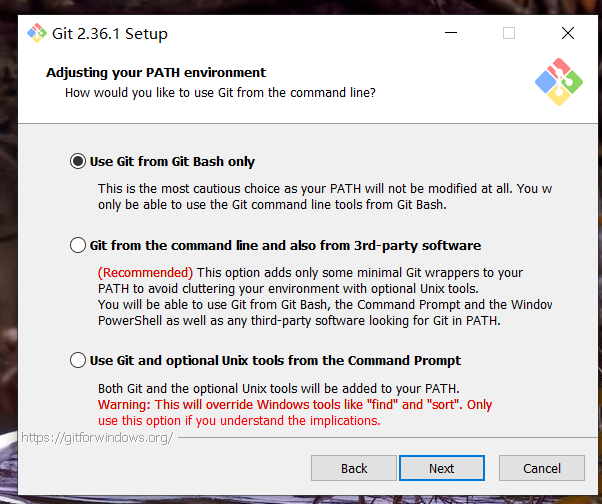 Git 2.36.1 Setup
Adjusting your PATH environment
How would you like to use Git from the command line?
Use Git from Git Bash only
This is the most cautious choice as your PATH will not be modified at all. You w
only be able to use the Git command line tools from Git Bash.
Git from the command line and also from 3rd-party software
(Recommended) This option adds only some minimal Git wrappers to your
PATH to avoid cluttering your environment with optional Unix tools.
You will be able to use Git from Git Bash, the Command Prompt and the Window
PowerShell as well as any third-party software looking for Git in PATH.
Use Git and optional Unix tools from the Command Prompt
Both Git and the optional Unix tools will be added to your PATH.
Warning: This will override Windows tools like "find" and "sort". Only
use this option if you understand the implications.
https://gitforwindows.org/
Back
Next
Cancel